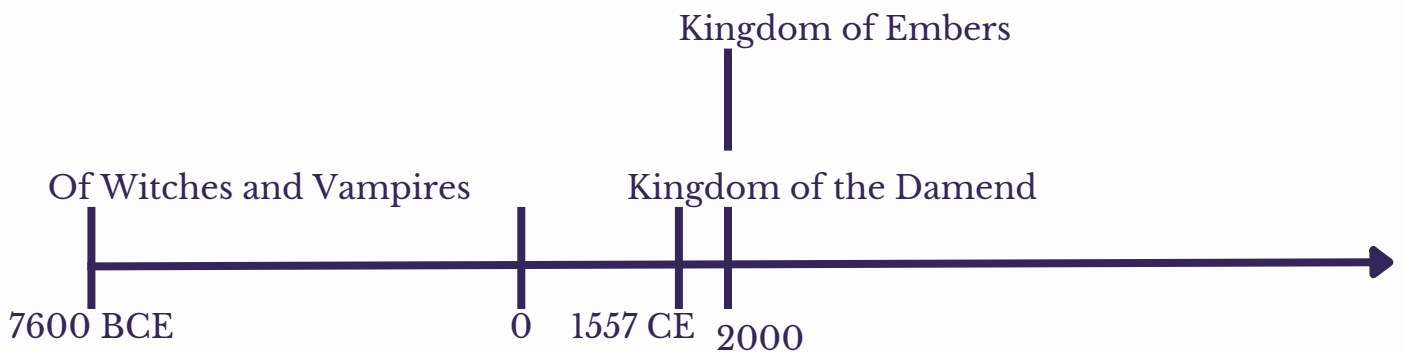 Kingdom of Embers
Of Witches and Vampires
Kingdom of the Damend
7600 BCE
0
1557 CE
2000